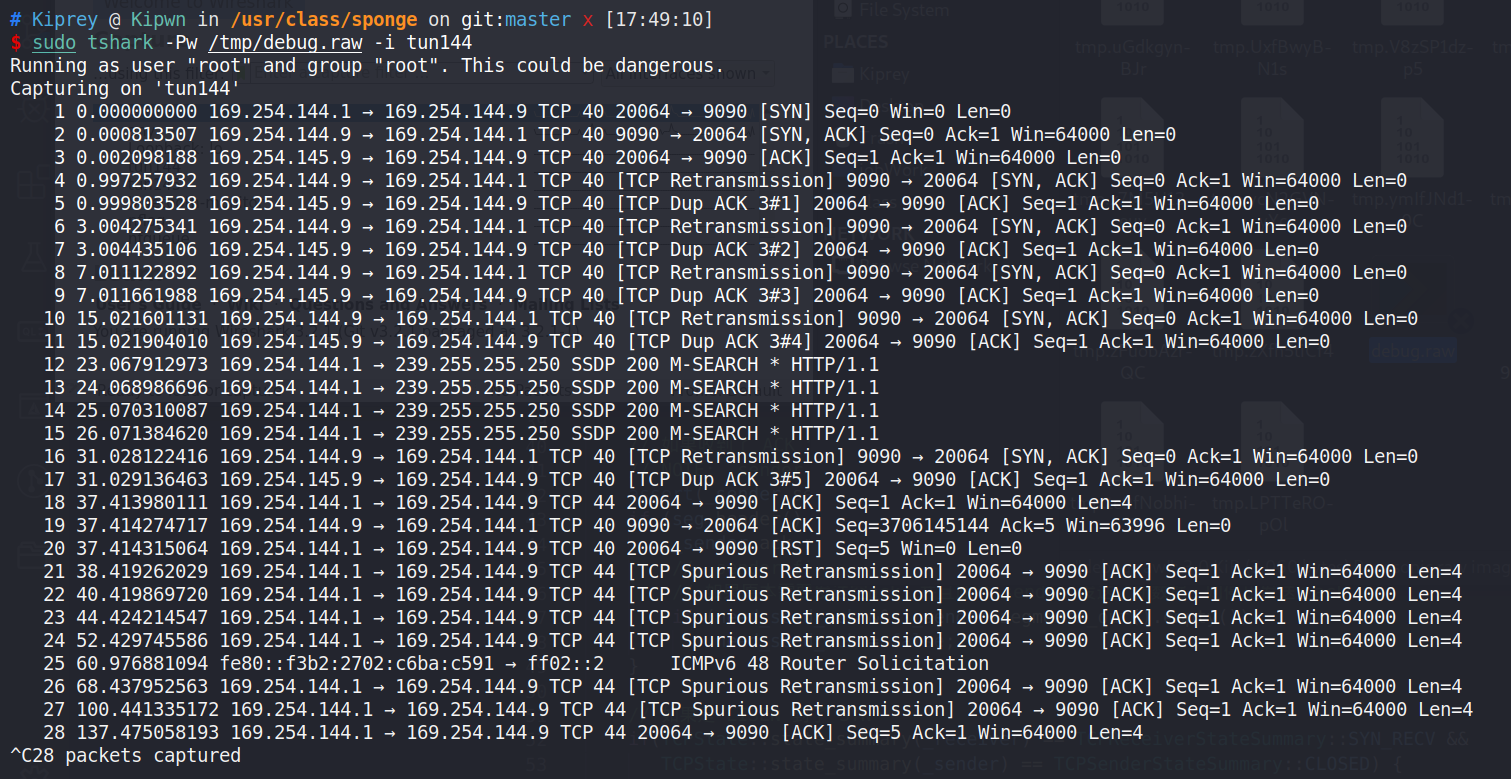 # Kiprey @ Kipwn in /usr/class/sponge on git:master x [17:49:10]
$ sudo tshark -Pw /tmp/debug.raw -i tun144
Running as user "root" and group "root". This could be dangerous.
Capturing on 'tun144'
1 0.000000000 169.254.144.1 → 169.254.144.9 TCP 40 20064 → 9090 [SYN] Seq=0 Win=0 Len=0
2 0.000813507 169.254.144.9 → 169.254.144.1 TCP 40 9090 → 20064 [SYN, ACK] Seq=0 Ack=1 Win=64000 Len=0
3 0.002098188 169.254.145.9 → 169.254.144.9 TCP 40 20064 → 9090 [ACK] Seq=1 Ack=1 Win=64000 Len=0
4 0.997257932 169.254.144.9 → 169.254.144.1 TCP 40 [TCP Retransmission] 9090 → 20064 [SYN, ACK] Seq=0 Ack=1 Win=64000 Len=0
5 0.999803528 169.254.145.9 → 169.254.144.9 TCP 40 [TCP Dup ACK 3#1] 20064 → 9090 [ACK] Seq=1 Ack=1 Win=64000 Len=0
6 3.004275341 169.254.144.9 → 169.254.144.1 TCP 40 [TCP Retransmission] 9090 → 20064 [SYN, ACK] Seq=0 Ack=1 Win=64000 Len=0
7 3.004435106 169.254.145.9 → 169.254.144.9 TCP 40 [TCP Dup ACK 3#2] 20064 → 9090 [ACK] Seq=1 Ack=1 Win=64000 Len=0
8 7.011122892 169.254.144.9 → 169.254.144.1 TCP 40 [TCP Retransmission] 9090 → 20064 [SYN, ACK] Seq=0 Ack=1 Win=64000 Len=0
9 7.011661988 169.254.145.9 → 169.254.144.9 TCP 40 [TCP Dup ACK 3#3] 20064 → 9090 [ACK] Seq=1 Ack=1 Win=64000 Len=0
10 15.021601131 169.254.144.9 → 169.254.144.1 TCP 40 [TCP Retransmission] 9090 → 20064 [SYN, ACK] Seq=0 Ack=1 Win=64000 Len=0
11 15.021904010 169.254.145.9 → 169.254.144.9 TCP 40 [TCP Dup ACK 3#4] 20064 → 9090 [ACK] Seq=1 Ack=1 Win=64000 Len=0
12 23.067912973 169.254.144.1 → 239.255.255.250 SSDP 200 M-SEARCH * HTTP/1.1
13 24.068986696 169.254.144.1 → 239.255.255.250 SSDP 200 M-SEARCH * HTTP/1.1
14 25.070310087 169.254.144.1 → 239.255.255.250 SSDP 200 M-SEARCH * HTTP/1.1
15 26.071384620 169.254.144.1 → 239.255.255.250 SSDP 200 M-SEARCH * HTTP/1.1
16 31.028122416 169.254.144.9 → 169.254.144.1 TCP 40 [TCP Retransmission] 9090 → 20064 [SYN, ACK] Seq=0 Ack=1 Win=64000 Len=0
17 31.029136463 169.254.145.9 → 169.254.144.9 TCP 40 [TCP Dup ACK 3#5] 20064 → 9090 [ACK] Seq=1 Ack=1 Win=64000 Len=0
18 37.413980111 169.254.144.1 → 169.254.144.9 TCP 44 20064 → 9090 [ACK] Seq=1 Ack=1 Win=64000 Len=4
19 37.414274717 169.254.144.9 → 169.254.144.1 TCP 40 9090 → 20064 [ACK] Seq=3706145144 Ack=5 Win=63996 Len=0
20 37.414315064 169.254.144.1 → 169.254.144.9 TCP 40 20064 → 9090 [RST] Seq=5 Win=0 Len=0
21 38.419262029 169.254.144.1 → 169.254.144.9 TCP 44 [TCP Spurious Retransmission] 20064 → 9090 [ACK] Seq=1 Ack=1 Win=64000 Len=4
22 40.419869720 169.254.144.1 → 169.254.144.9 TCP 44 [TCP Spurious Retransmission] 20064 → 9090 [ACK] Seq=1 Ack=1 Win=64000 Len=4
23 44.424214547 169.254.144.1 → 169.254.144.9 TCP 44 [TCP Spurious Retransmission] 20064 → 9090 [ACK] Seq=1 Ack=1 Win=64000 Len=4
24 52.429745586 169.254.144.1 → 169.254.144.9 TCP 44 [TCP Spurious Retransmission] 20064 → 9090 [ACK] Seq=1 Ack=1 Win=64000 Len=4
25 60.976881094 fe80::f3b2:2702:c6ba:c591 → ff02::2 ICMPv6 48 Router Solicitation
26 68.437952563 169.254.144.1 → 169.254.144.9 TCP 44 [TCP Spurious Retransmission] 20064 → 9090 [ACK] Seq=1 Ack=1 Win=64000 Len=4
27 100.441335172 169.254.144.1 → 169.254.144.9 TCP 44 [TCP Spurious Retransmission] 20064 → 9090 [ACK] Seq=1 Ack=1 Win=64000 Len=4
28 137.475058193 169.254.144.1 → 169.254.144.9 TCP 44 20064 → 9090 [ACK] Seq=5 Ack=1 Win=64000 Len=4
^C28 packets captured
File System
PLACES
Kiprey
debug.raw